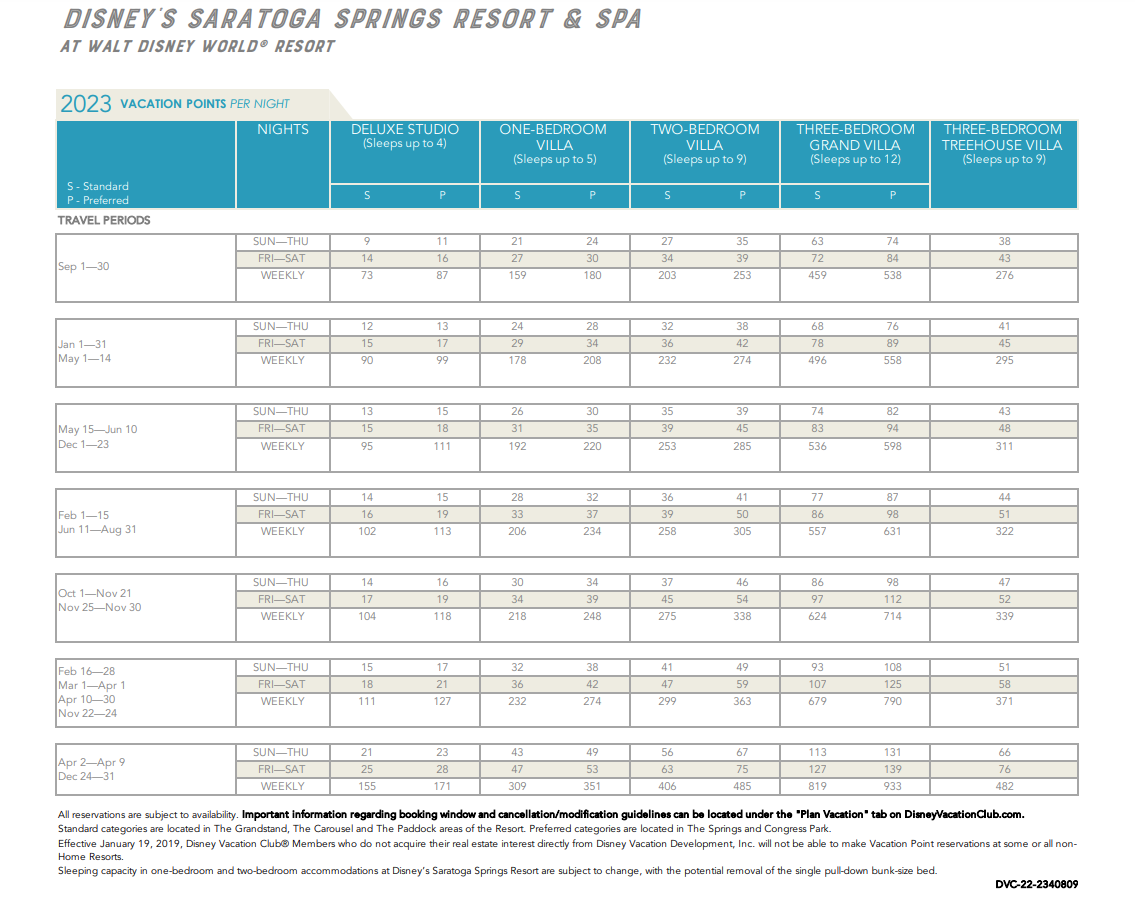 DISNEY'S SARATOGA SPRINGS RESORT & SPA
AT WALT DISNEY WORLD® RESORT
2023 VACATION POINTS PER NIGHT
NIGHTS DELUXE STUDIO ONE-BEDROOM TWO-BEDROOM THREE-BEDROOM THREE-BEDROOM
(Sleeps up to 4) VILLA VILLA GRAND VILLA TREEHOUSE VILLA
(Sleeps up to 5) (Sleeps up to 9) (Sleeps up to 12) (Sleeps up to 9)
S - Standard
P - Preferred S P S P S P S P
TRAVEL PERIODS
Sep 1—30
SUN—THU 9 11 21 24 27 35 63 74 38
FRI—SAT 14 16 27 30 34 39 72 84 43
WEEKLY 73 87 159 180 203 253 459 538 276
Jan 1—31
May 1—14
SUN—THU 12 13 24 28 32 38 68 76 41
FRI—SAT 15 17 29 34 36 42 78 89 45
WEEKLY 90 99 178 208 232 274 496 558 295
May 15—Jun 10
Dec 1—23
SUN—THU 13 15 26 30 35 39 74 82 43
FRI—SAT 15 18 31 35 39 45 83 94 48
WEEKLY 95 111 192 220 253 285 536 598 311
Feb 1—15
Jun 11—Aug 31
SUN—THU 14 15 28 32 36 41 77 87 44
FRI—SAT 16 19 33 37 39 50 86 98 51
WEEKLY 102 113 206 234 258 305 557 631 322
Oct 1—Nov 21
Nov 25—Nov 30
SUN—THU 14 16 30 34 37 46 86 98 47
FRI—SAT 17 19 34 39 45 54 97 112 52
WEEKLY 104 118 218 248 275 338 624 714 339
Feb 16—28
Mar 1—Apr 1
Apr 10—30
Nov 22—24
SUN—THU 15 17 32 38 41 49 93 108 51
FRI—SAT 18 21 36 42 47 59 107 125 58
WEEKLY 111 127 232 274 299 363 679 790 371
Apr 2—Apr 9
Dec 24—31
SUN—THU 21 23 43 49 56 67 113 131 66
FRI—SAT 25 28 47 53 63 75 127 139 76
WEEKLY 155 171 309 351 406 485 819 933 482
All reservations are subject to availability. Important information regarding booking window and cancellation/modification guidelines can be located under the "Plan Vacation" tab on DisneyVacationClub.com.
Standard categories are located in The Grandstand, The Carousel and The Paddock areas of the Resort. Preferred categories are located in The Springs and Congress Park.
Effective January 19, 2019, Disney Vacation Club® Members who do not acquire their real estate interest directly from Disney Vacation Development, Inc. will not be able to make Vacation Point reservations at some or all non-
Home Resorts.
Sleeping capacity in one-bedroom and two-bedroom accommodations at Disney's Saratoga Springs Resort are subject to change, with the potential removal of the single pull-down bunk-size bed.
DVC-22-2340809